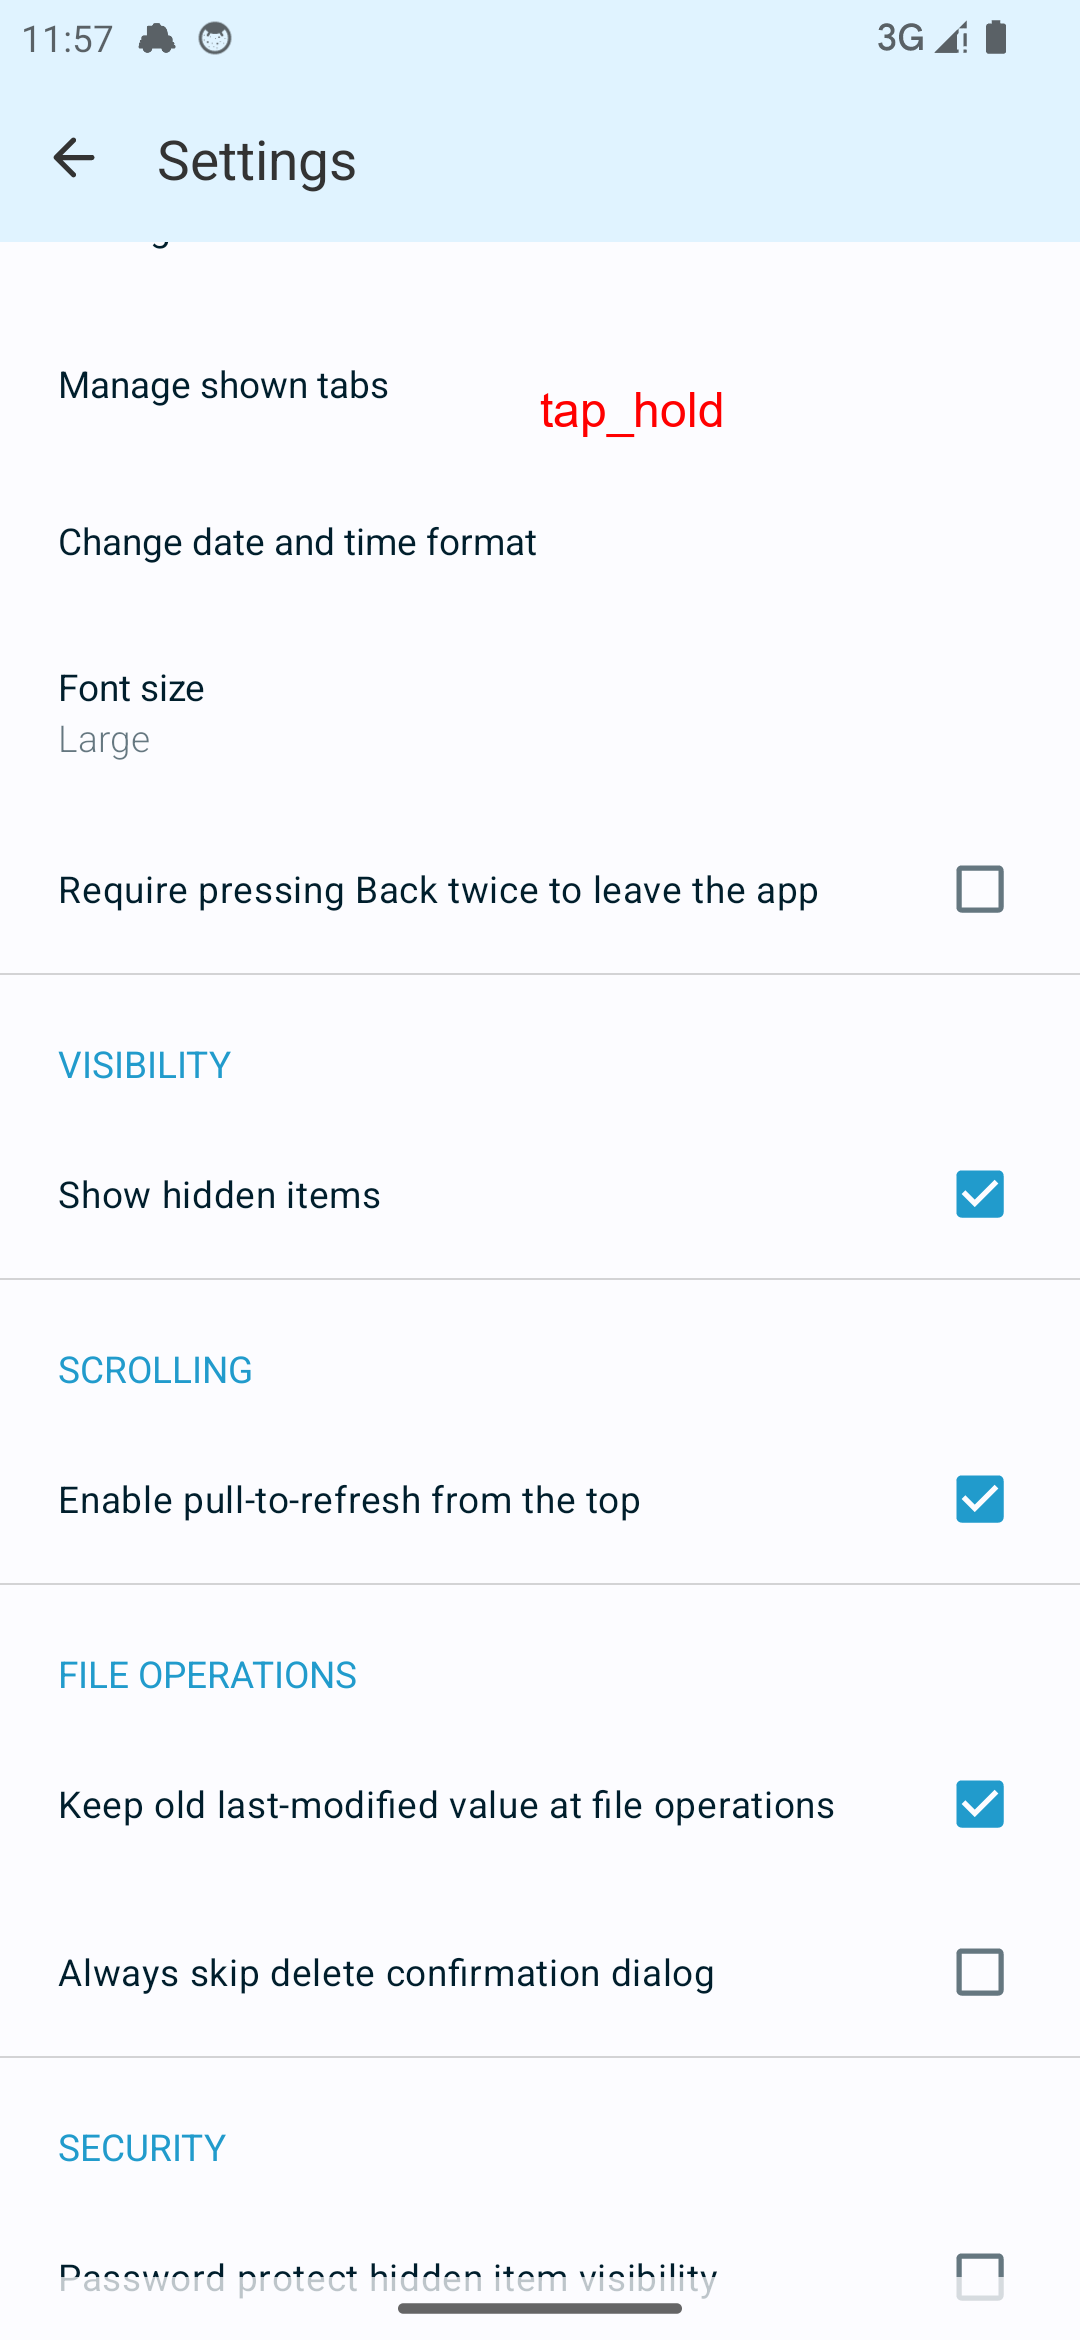 11:57
3G
Settings
Manage shown tabs
tap_hold
Change date and time format
Font size
Large
Require pressing Back twice to leave the app
VISIBILITY
Show hidden items
SCROLLING
Enable pull-to-refresh from the top
FILE OPERATIONS
Keep old last-modified value at file operations
Always skip delete confirmation dialog
SECURITY
Password protect hidden item visibility